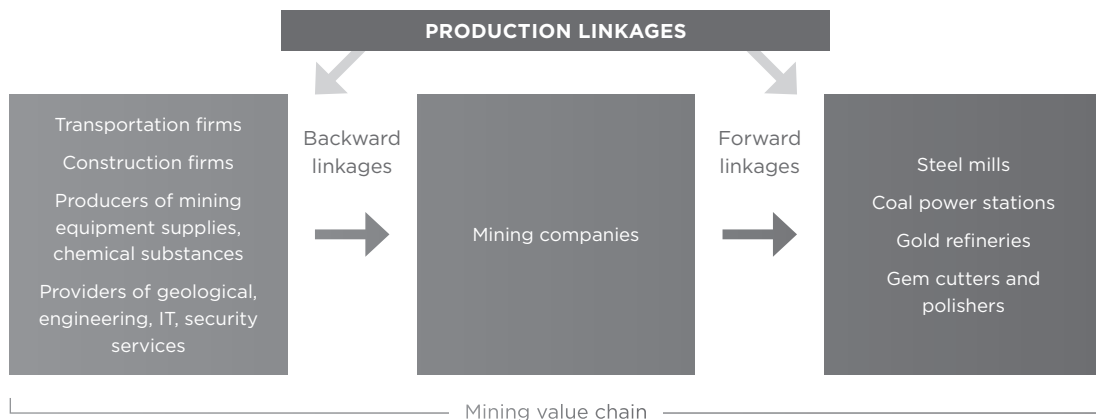 PRODUCTION LINKAGES
Transportation firms
Construction firms
Producers of mining
equipment supplies,
chemical substances
Providers of geological,
engineering, IT, security
services
Backward
linkages
Mining companies
Forward
linkages
Steel mills
Coal power stations
Gold refineries
Gem cutters and
polishers
Mining value chain